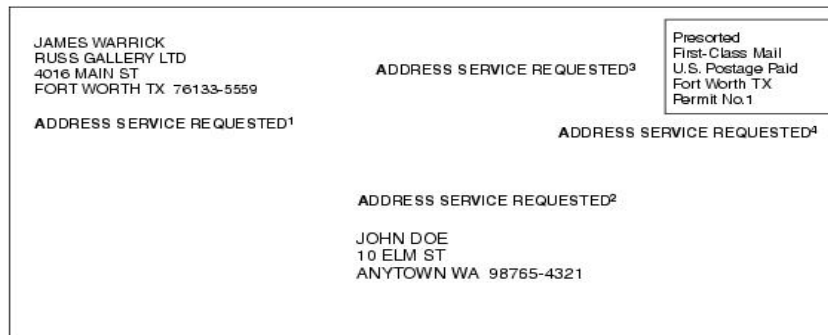 JAMES WARRICK
RUSS GALLERY LTD
4016 MAIN ST
FORT WORTH TX 76133-5559
ADDRESS SERVICE REQUESTED¹
ADDRESS SERVICE REQUESTED³
Presorted
First-Class Mail
U.S. Postage Paid
Fort Worth TX
Permit No.1
ADDRESS SERVICE REQUESTED⁴
ADDRESS SERVICE REQUESTED²
JOHN DOE
10 ELM ST
ANYTOWN WA 98765-4321